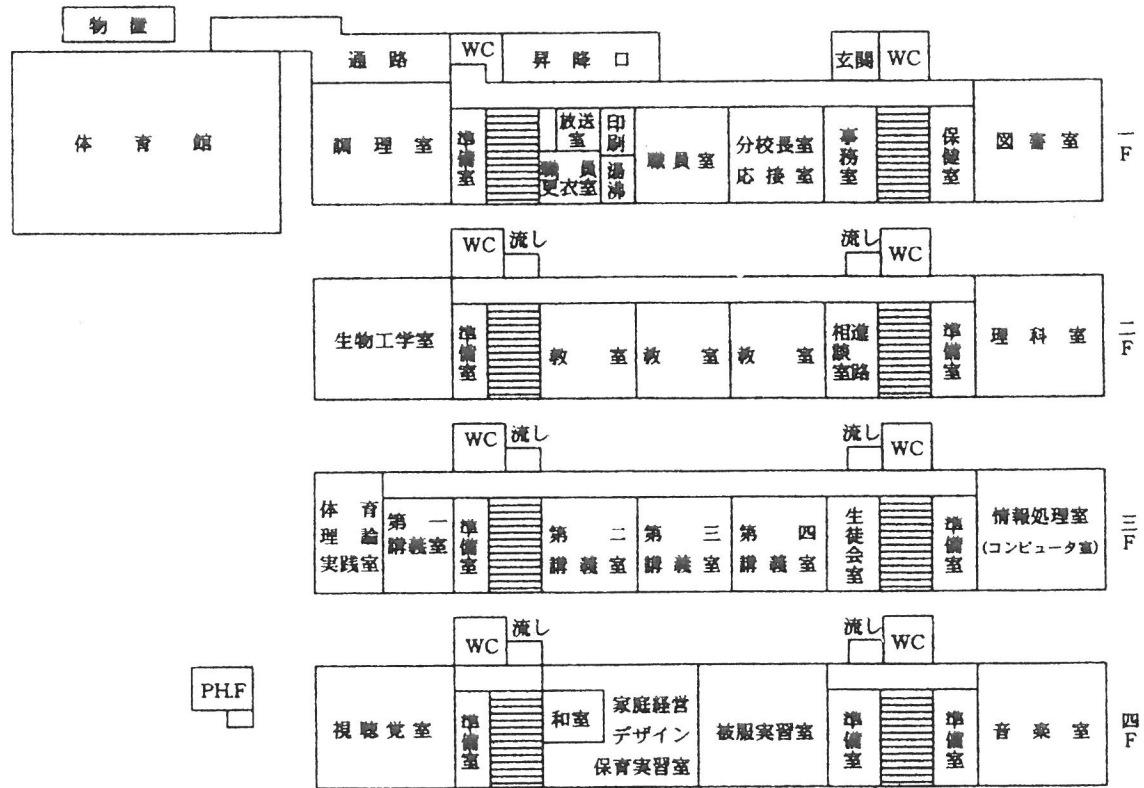 物置
通路
WC
昇降口
玄関
WC
体育館
調理室
準備室
放送室
印刷
職員更衣室
湯沸
職員室
分校長室
応接室
事務室
保健室
図書室
一F
WC
流し
流し
WC
生物工学室
準備室
教室
教室
教室
進路
相談室
準備室
理科室
二F
WC
流し
流し
WC
体育
理論
実践室
第一
講義室
準備室
第二
講義室
第三
講義室
第四
講義室
生徒会室
準備室
情報処理室
(コンピュータ室)
三F
WC
流し
流し
WC
PH.F
視聴覚室
準備室
和室
家庭経営
デザイン
保育実習室
被服実習室
準備室
準備室
音楽室
四F